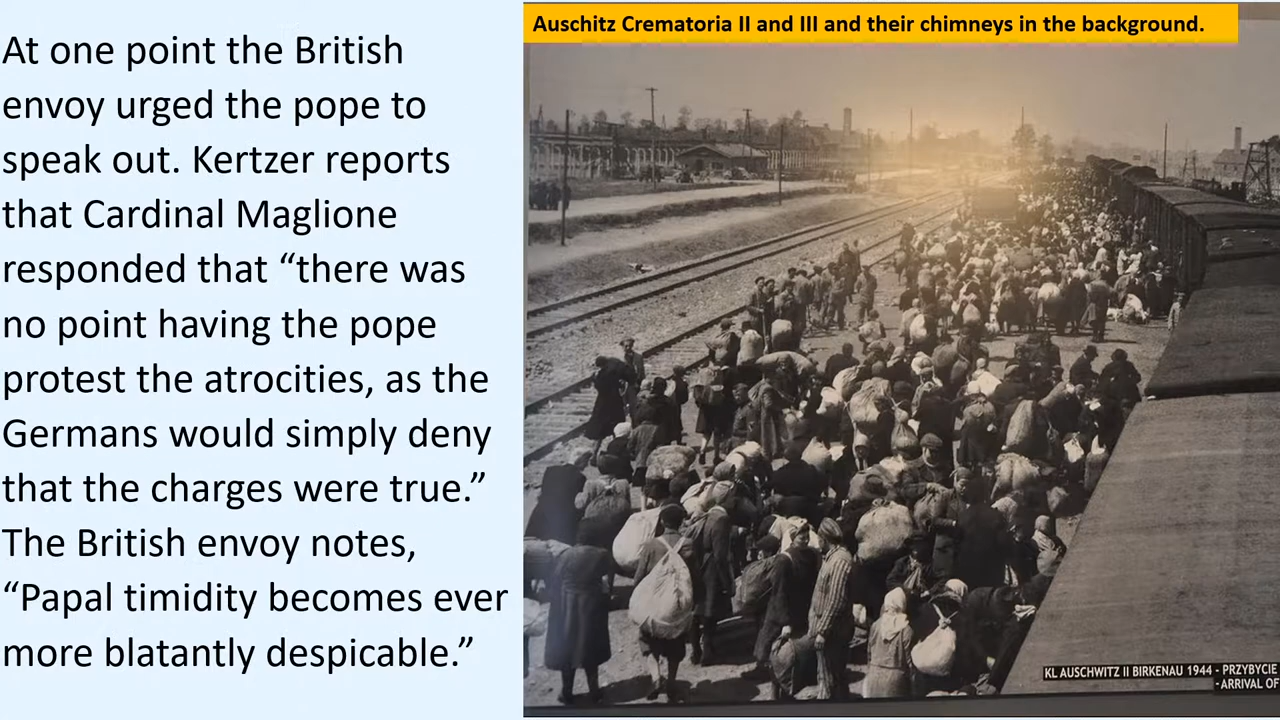 At one point the British
envoy urged the pope to
speak out. Kertzer reports
that Cardinal Maglione
responded that “there was
no point having the pope
protest the atrocities, as the
Germans would simply deny
that the charges were true.”
The British envoy notes,
“Papal timidity becomes ever
more blatantly despicable.”
Auschitz Crematoria II and III and their chimneys in the background.
KL AUSCHWITZ II BIRKENAU 1944 - PRZYBYCIE
- ARRIVAL OF